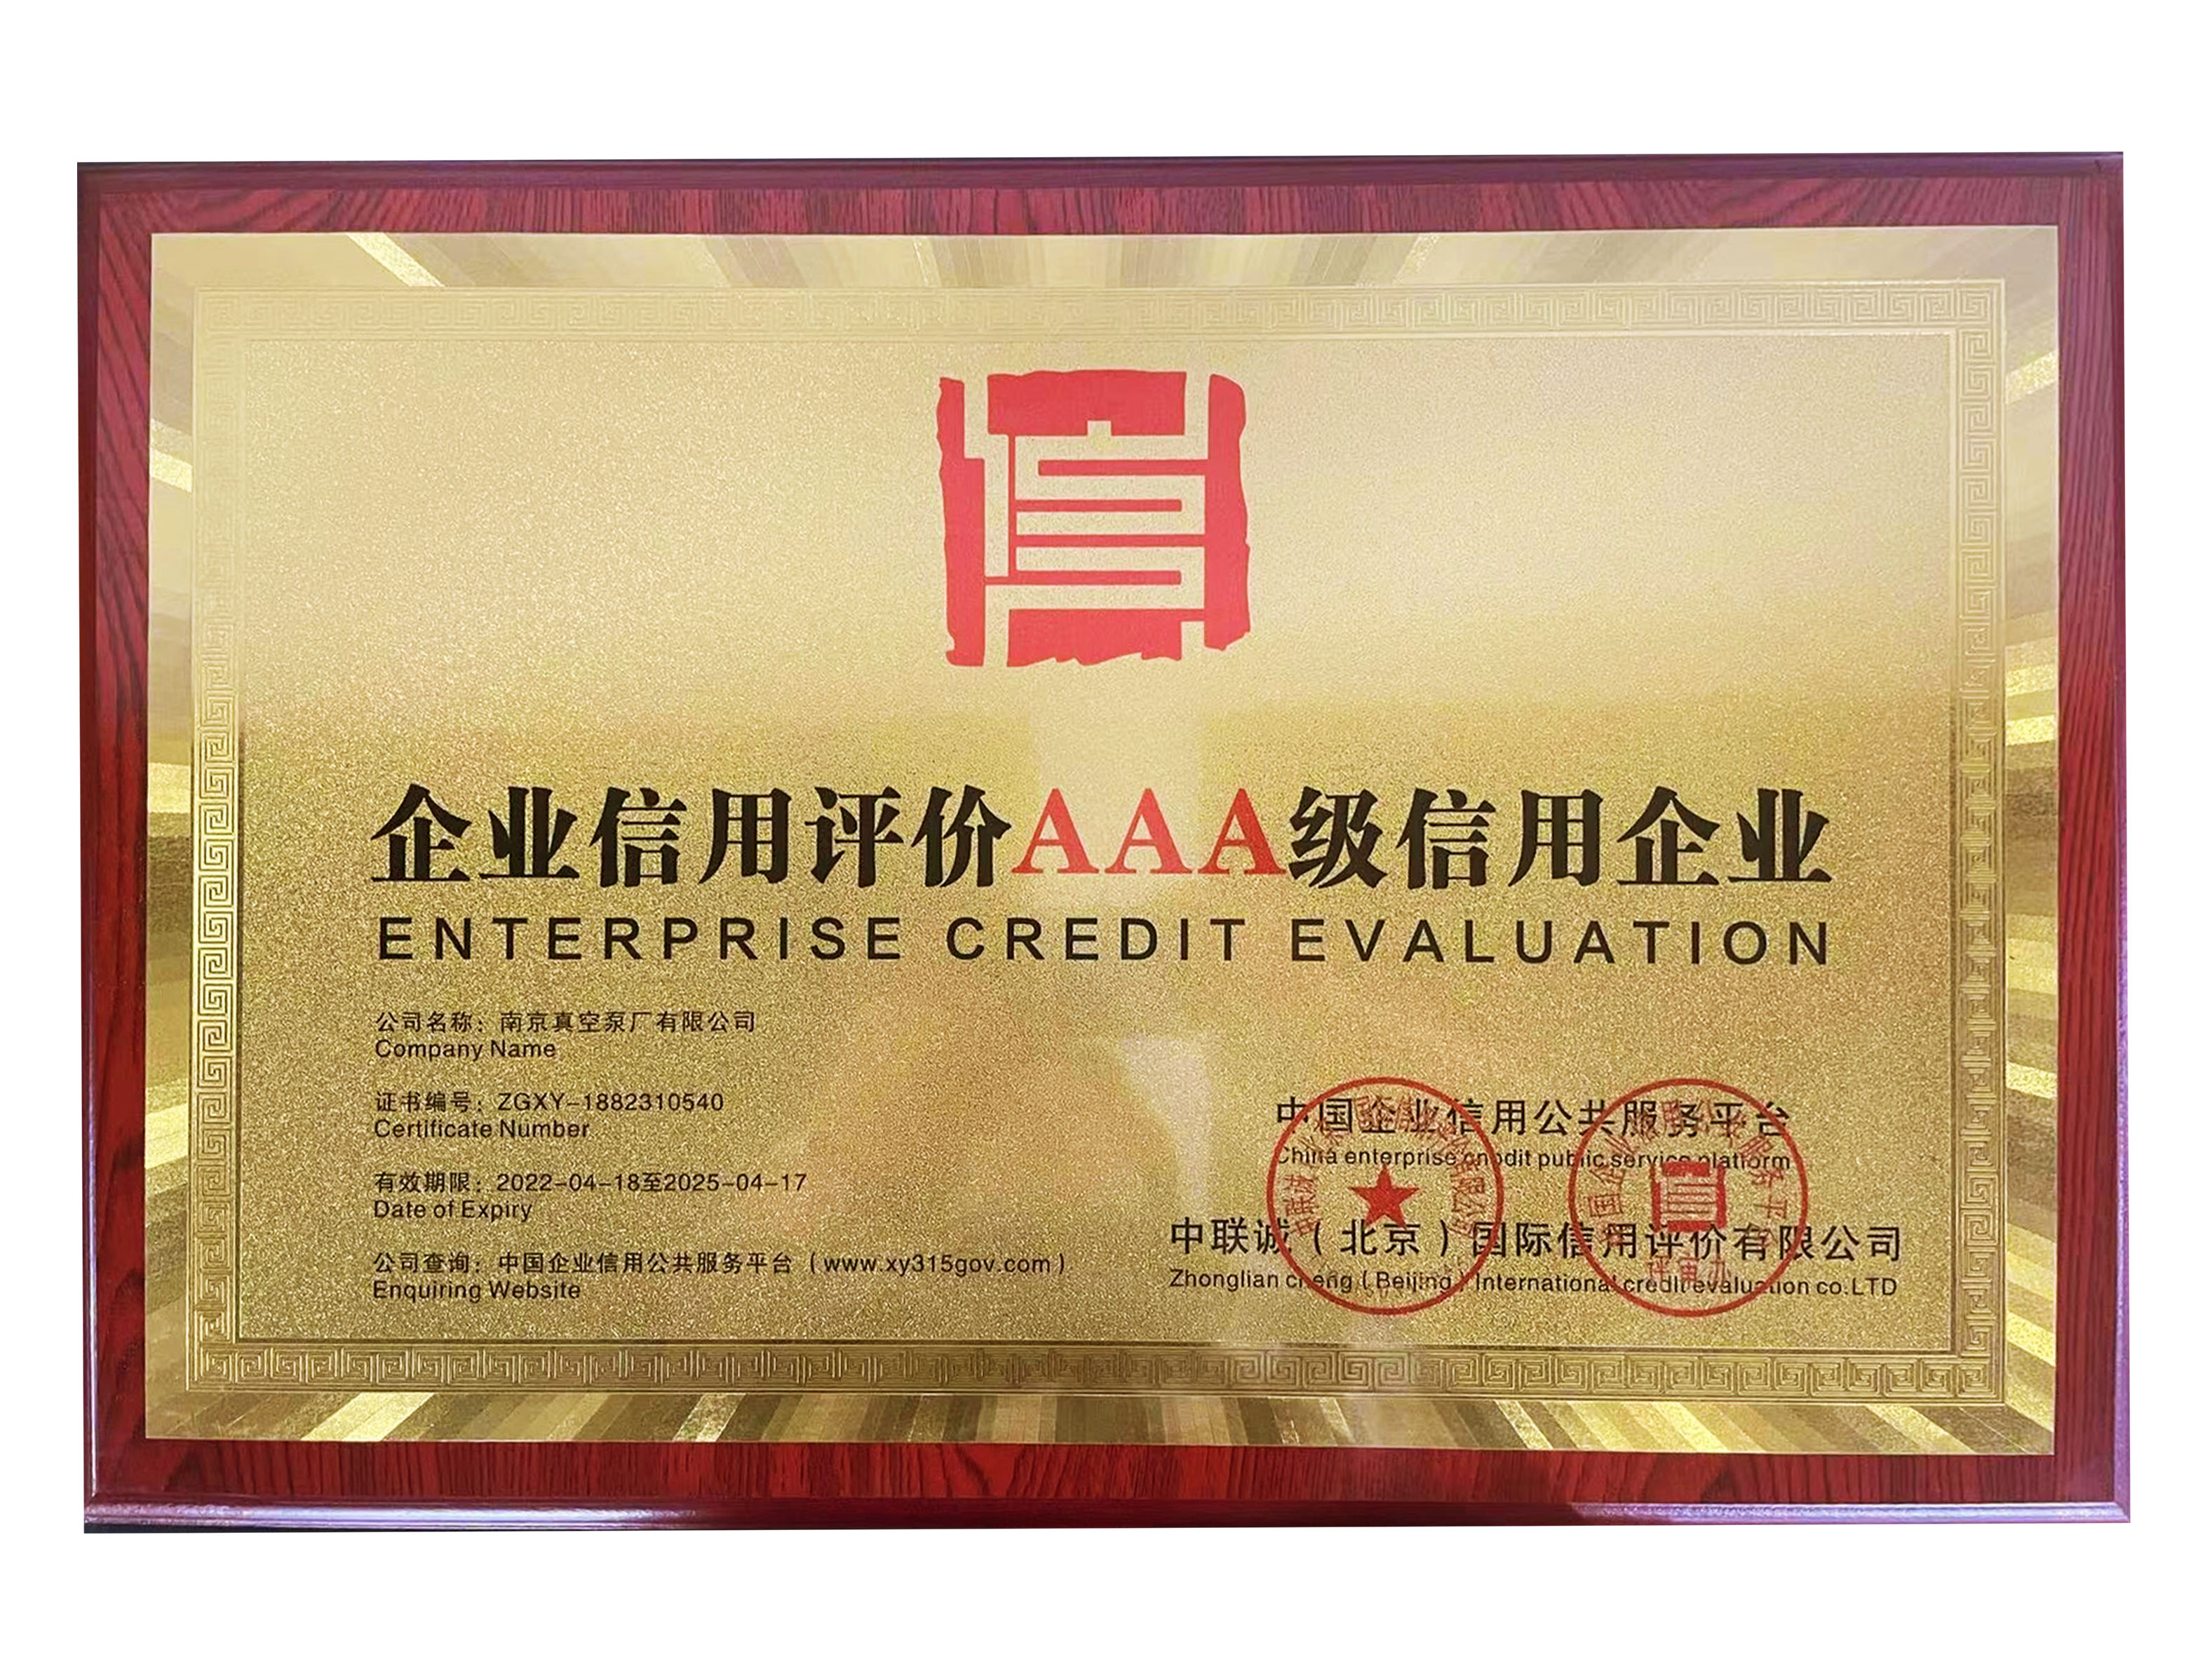 信
企业信用评价AAA级信用企业
ENTERPRISE CREDIT EVALUATION
公司名称：南京真空泵厂有限公司
Company Name
证书编号：ZGXY-1882310540
Certificate Number
有效期限：2022-04-18至2025-04-17
Date of Expiry
公司查询：中国企业信用公共服务平台（www.xy315gov.com）
Enquiring Website
中国企业信用公共服务平台
China enterprise public service platform
中联诚（北京）国际信用评价有限公司
Zhonglian cheng（Beijing）International credit evaluation co.LTD
信
评审办